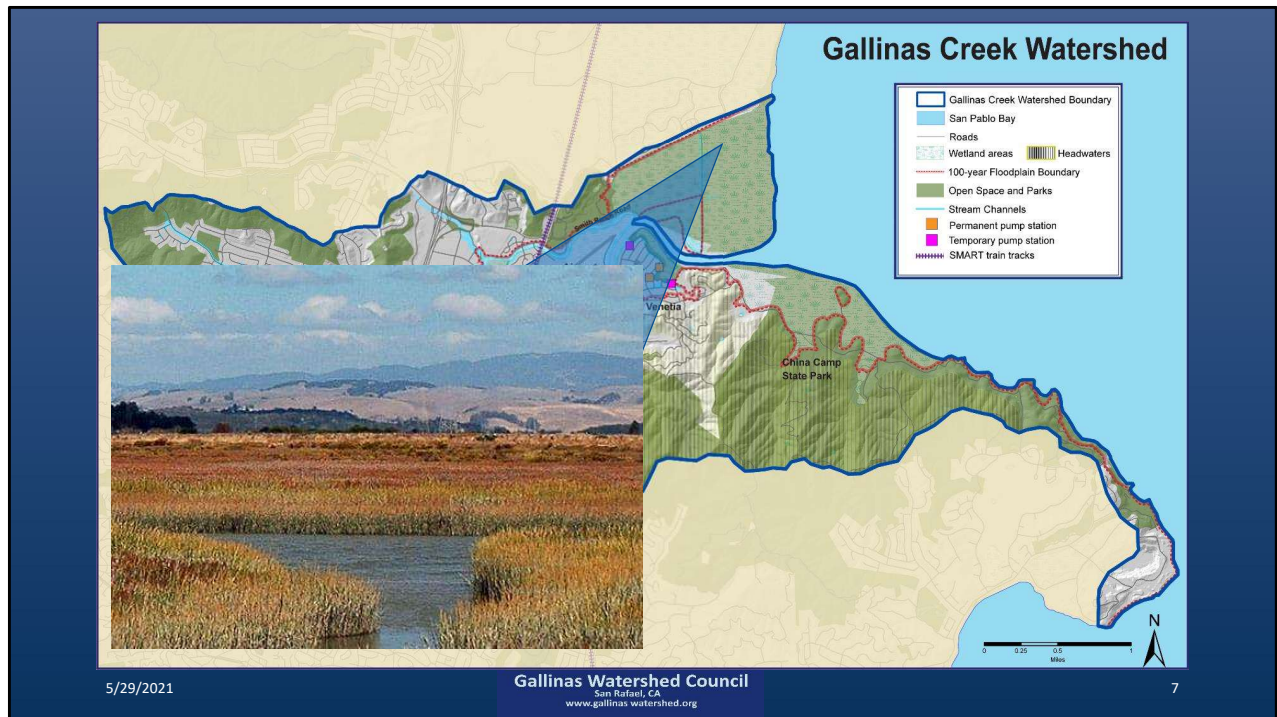 Gallinas Creek Watershed
Gallinas Creek Watershed Boundary
San Pablo Bay
Roads
Wetland areas
Headwaters
100-year Floodplain Boundary
Open Space and Parks
Stream Channels
Permanent pump station
Temporary pump station
SMART train tracks
Smith Ranch Road
Venetia
China Camp
State Park
N
0 0.25 0.5 1
Miles
5/29/2021
Gallinas Watershed Council
San Rafael, CA
www.gallinas watershed.org
7